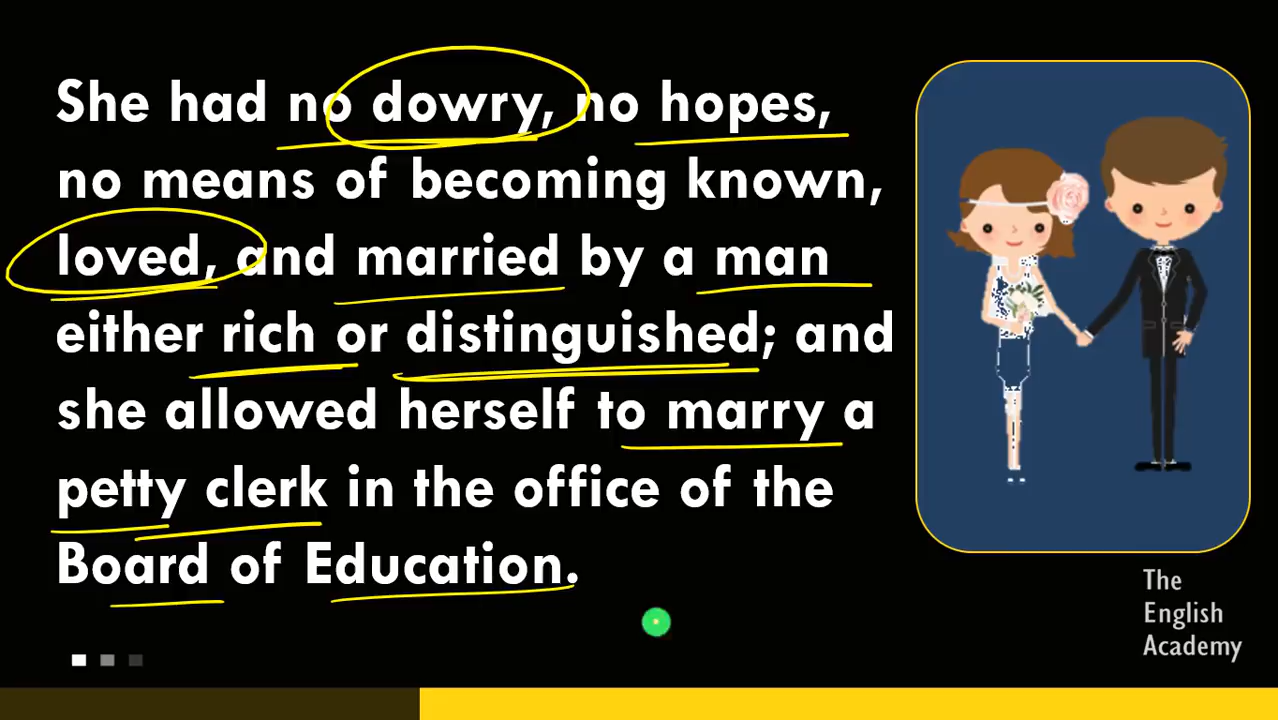 She had no dowry, no hopes,
no means of becoming known,
loved, and married by a man
either rich or distinguished; and
she allowed herself to marry a
petty clerk in the office of the
Board of Education.
The
English
Academy